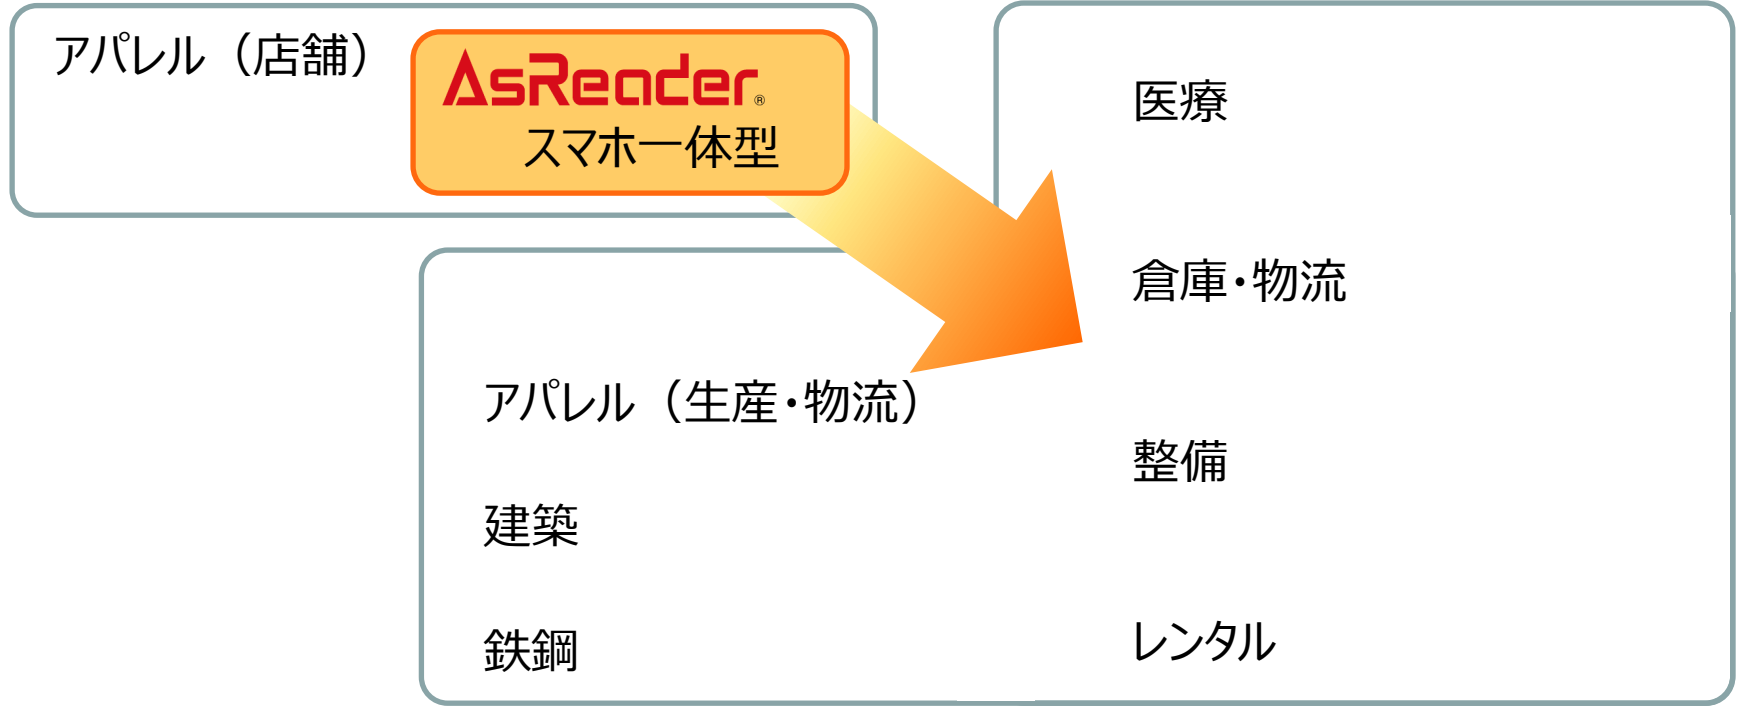 アパレル（店舗）
AsReader®
スマホ一体型
医療
倉庫・物流
アパレル（生産・物流）
整備
建築
鉄鋼
レンタル